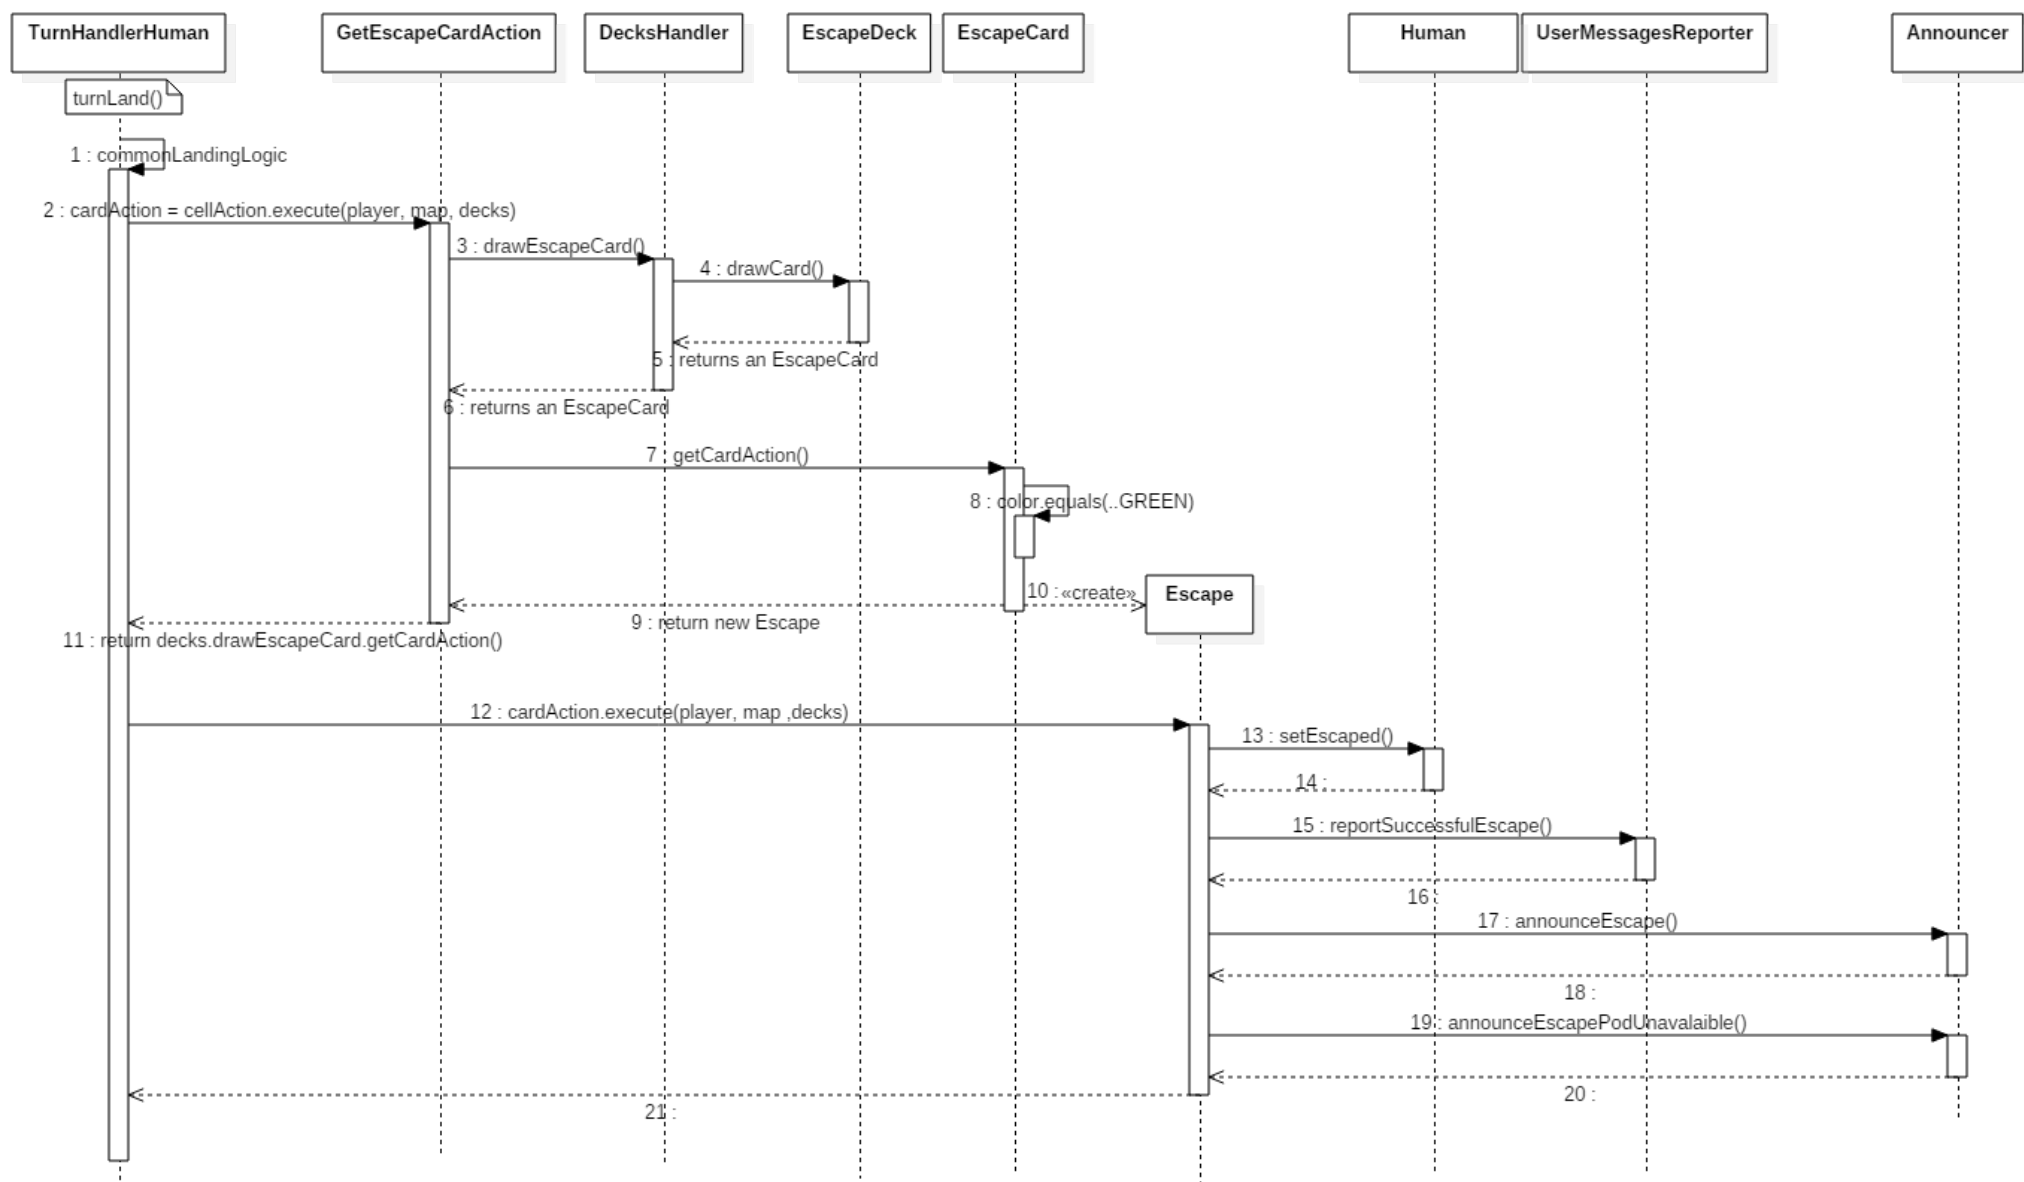 TurnHandlerHuman
GetEscapeCardAction
DecksHandler
EscapeDeck
EscapeCard
Human
UserMessagesReporter
Announcer
turnLand()
1 : commonLandingLogic
2 : cardAction = cellAction.execute(player, map, decks)
3 : drawEscapeCard()
4 : drawCard()
5 : returns an EscapeCard
6 : returns an EscapeCard
7 : getCardAction()
8 : color.equals(..GREEN)
10 : «create»
Escape
9 : return new Escape
11 : return decks.drawEscapeCard.getCardAction()
12 : cardAction.execute(player, map ,decks)
13 : setEscaped()
14 :
15 : reportSuccessfulEscape()
16 :
17 : announceEscape()
18 :
19 : announceEscapePodUnavalaible()
20 :
21 :